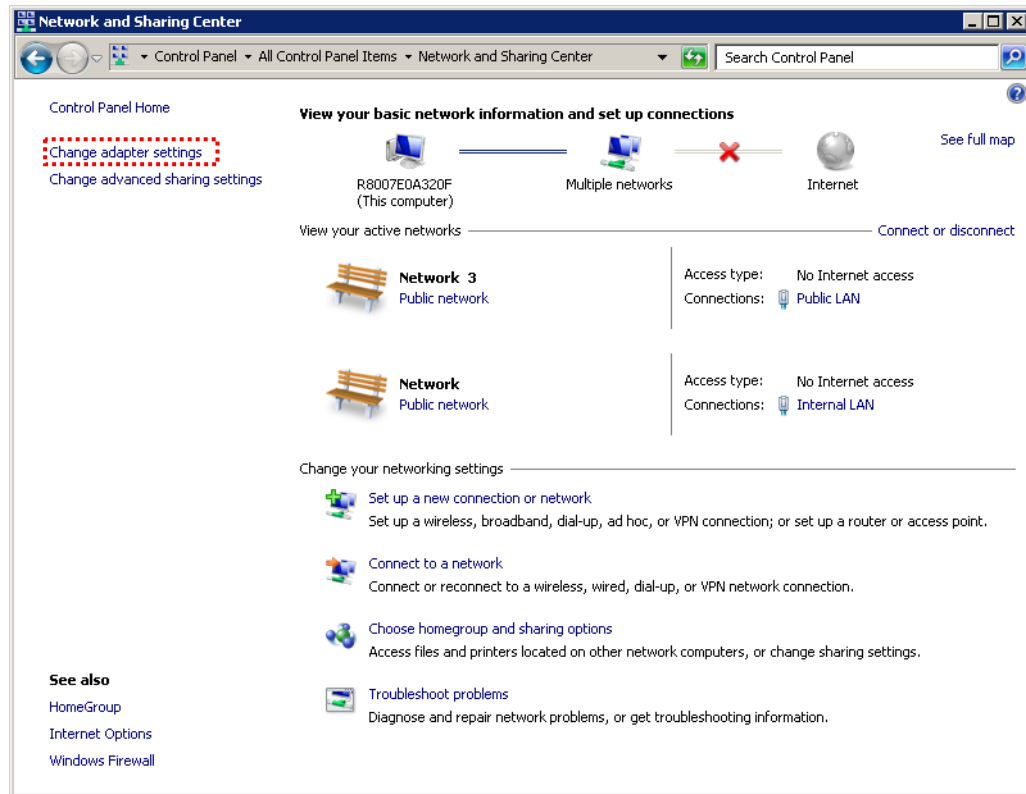 Network and Sharing Center
Control Panel All Control Panel Items Network and Sharing Center Search Control Panel
Control Panel Home
Change adapter settings
Change advanced sharing settings
View your basic network information and set up connections
See full map
R8007E0A320F
(This computer)
Multiple networks
Internet
View your active networks
Connect or disconnect
Network 3
Public network
Access type: No Internet access
Connections: Public LAN
Network
Public network
Access type: No Internet access
Connections: Internal LAN
Change your networking settings
Set up a new connection or network
Set up a wireless, broadband, dial-up, ad hoc, or VPN connection; or set up a router or access point.
Connect to a network
Connect or reconnect to a wireless, wired, dial-up, or VPN network connection.
Choose homegroup and sharing options
Access files and printers located on other network computers, or change sharing settings.
Troubleshoot problems
Diagnose and repair network problems, or get troubleshooting information.
See also
HomeGroup
Internet Options
Windows Firewall